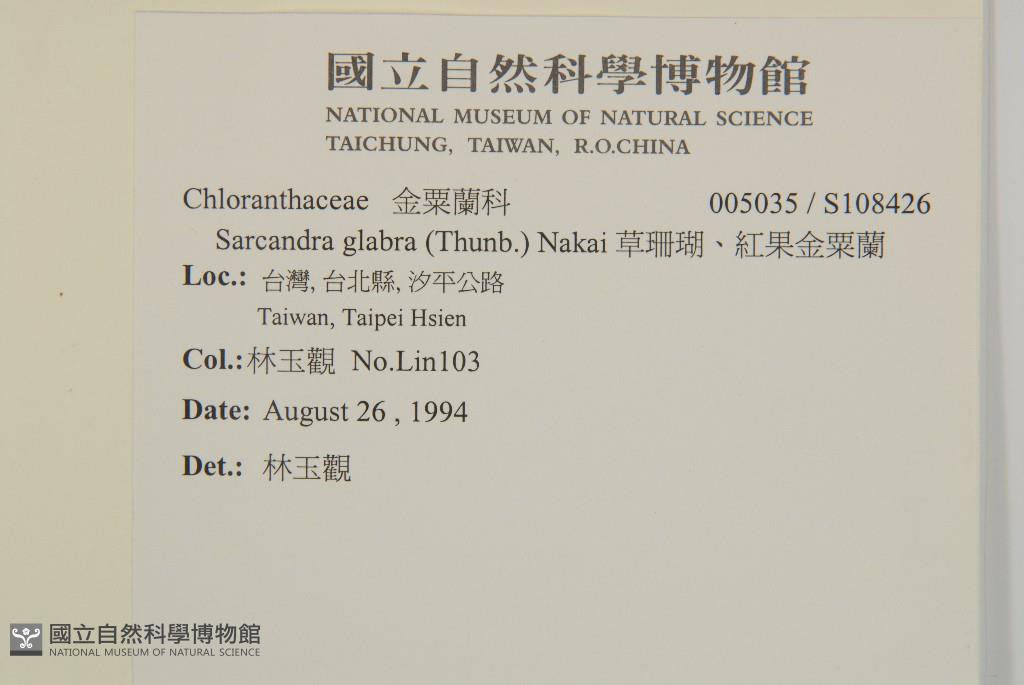 國立自然科學博物館
NATIONAL MUSEUM OF NATURAL SCIENCE
TAICHUNG, TAIWAN, R.O.CHINA
Chloranthaceae 金粟蘭科 005035 / S108426
Sarcandra glabra (Thunb.) Nakai 草珊瑚、紅果金粟蘭
Loc.: 台灣, 台北縣, 汐平公路
Taiwan, Taipei Hsien
Col.: 林玉觀 No.Lin103
Date: August 26 , 1994
Det.: 林玉觀
國立自然科學博物館
NATIONAL MUSEUM OF NATURAL SCIENCE